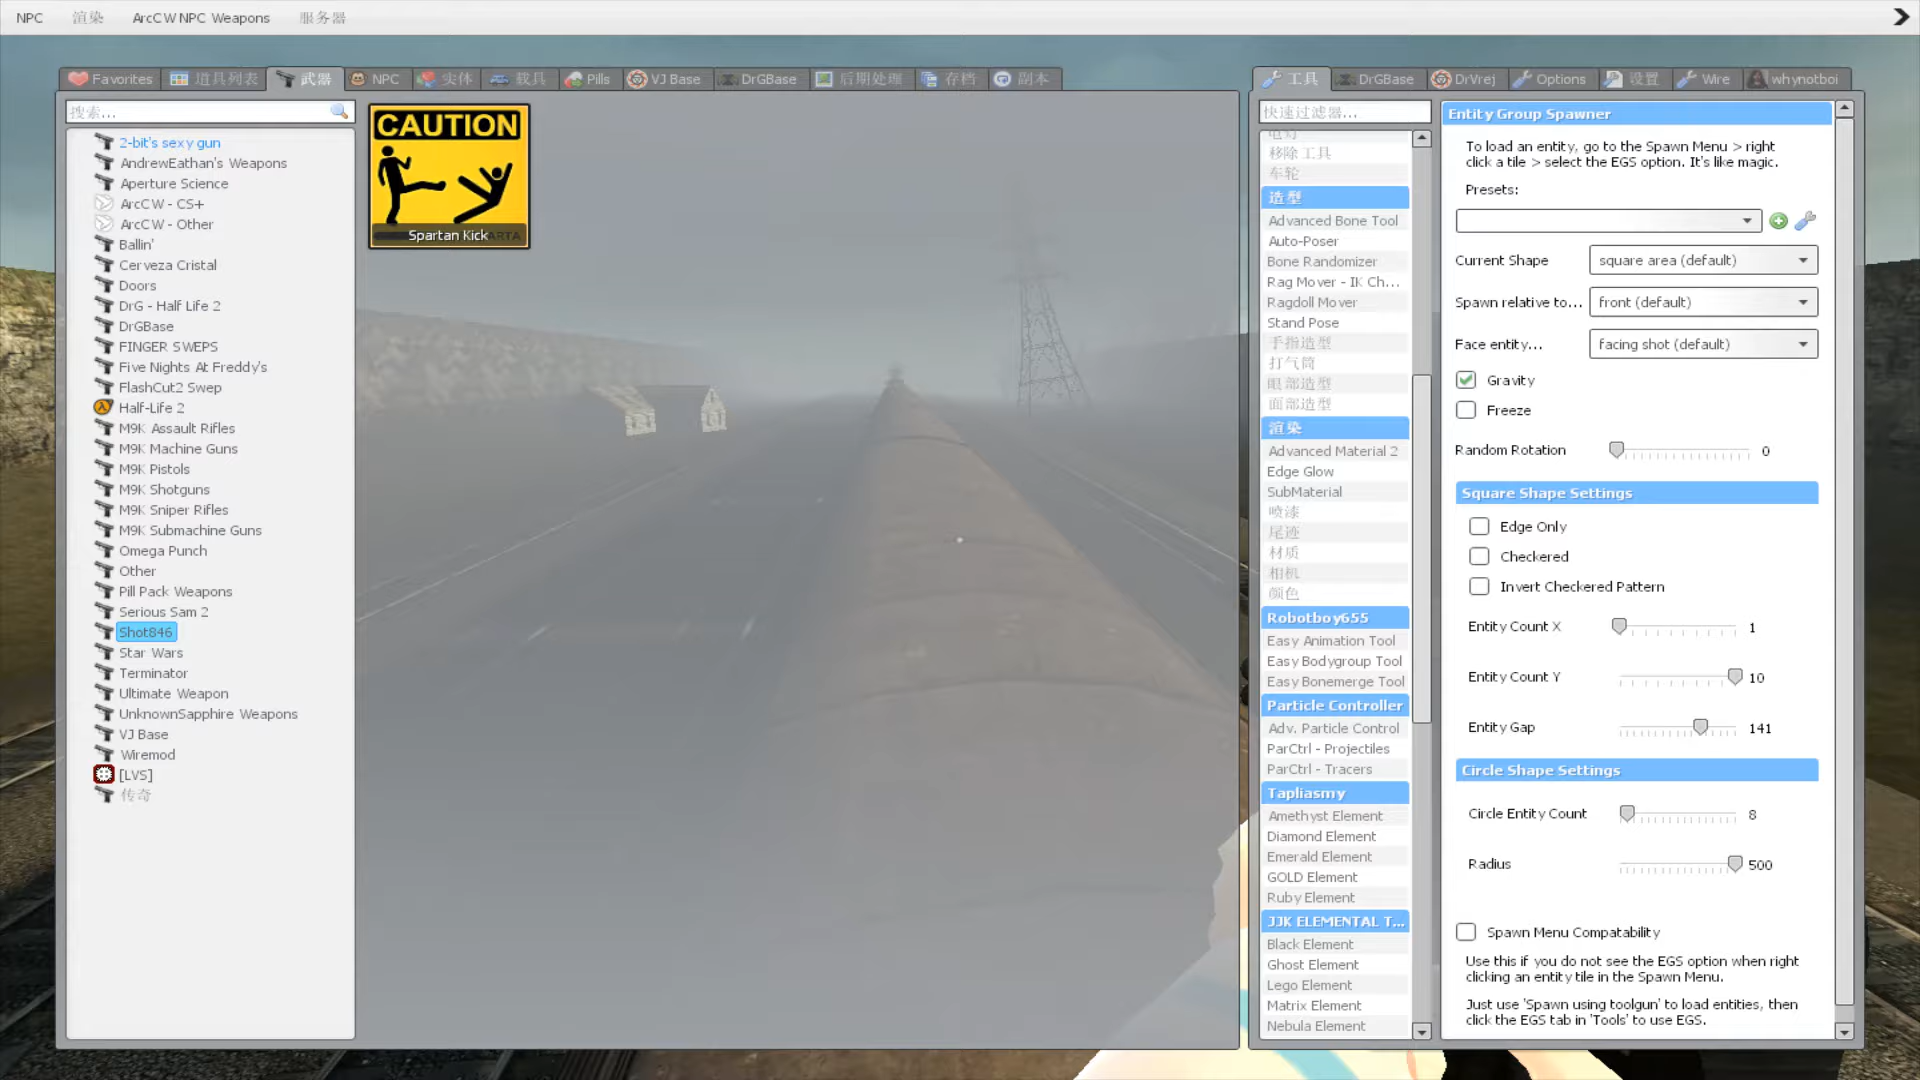 NPC
渲染
ArcCW NPC Weapons
服务器
Favorites
道具列表
武器
NPC
实体
载具
Pills
VJ Base
DrGBase
后期处理
存档
副本
搜索...
2-bit's sexy gun
AndrewEathan's Weapons
Aperture Science
ArcCW - CS+
ArcCW - Other
Ballin'
Cerveza Cristal
Doors
DrG - Half Life 2
DrGBase
FINGER SWEPS
Five Nights At Freddy's
FlashCut2 Swep
Half-Life 2
M9K Assault Rifles
M9K Machine Guns
M9K Pistols
M9K Shotguns
M9K Sniper Rifles
M9K Submachine Guns
Omega Punch
Other
Pill Pack Weapons
Serious Sam 2
Shot846
Star Wars
Terminator
Ultimate Weapon
UnknownSapphire Weapons
VJ Base
Wiremod
[LVS]
传奇
CAUTION
Spartan Kick
工具
DrGBase
DrVrej
Options
设置
Wire
whynotboi
快速过滤器...
电灯
移除 工具
车轮
造型
Advanced Bone Tool
Auto-Poser
Bone Randomizer
Rag Mover - IK Ch...
Ragdoll Mover
Stand Pose
手指造型
打气筒
眼部造型
面部造型
渲染
Advanced Material 2
Edge Glow
SubMaterial
喷漆
尾迹
材质
相机
颜色
Robotboy655
Easy Animation Tool
Easy Bodygroup Tool
Easy Bonemerge Tool
Particle Controller
Adv. Particle Control
ParCtrl - Projectiles
ParCtrl - Tracers
Tapliasmy
Amethyst Element
Diamond Element
Emerald Element
GOLD Element
Ruby Element
JJK ELEMENTAL T...
Black Element
Ghost Element
Lego Element
Matrix Element
Nebula Element
Entity Group Spawner
To load an entity, go to the Spawn Menu > right
click a tile > select the EGS option. It's like magic.
Presets:
Current Shape
square area (default)
Spawn relative to...
front (default)
Face entity...
facing shot (default)
Gravity
Freeze
Random Rotation
0
Square Shape Settings
Edge Only
Checkered
Invert Checkered Pattern
Entity Count X
1
Entity Count Y
10
Entity Gap
141
Circle Shape Settings
Circle Entity Count
8
Radius
500
Spawn Menu Compatability
Use this if you do not see the EGS option when right
clicking an entity tile in the Spawn Menu.
Just use 'Spawn using toolgun' to load entities, then
click the EGS tab in 'Tools' to use EGS.